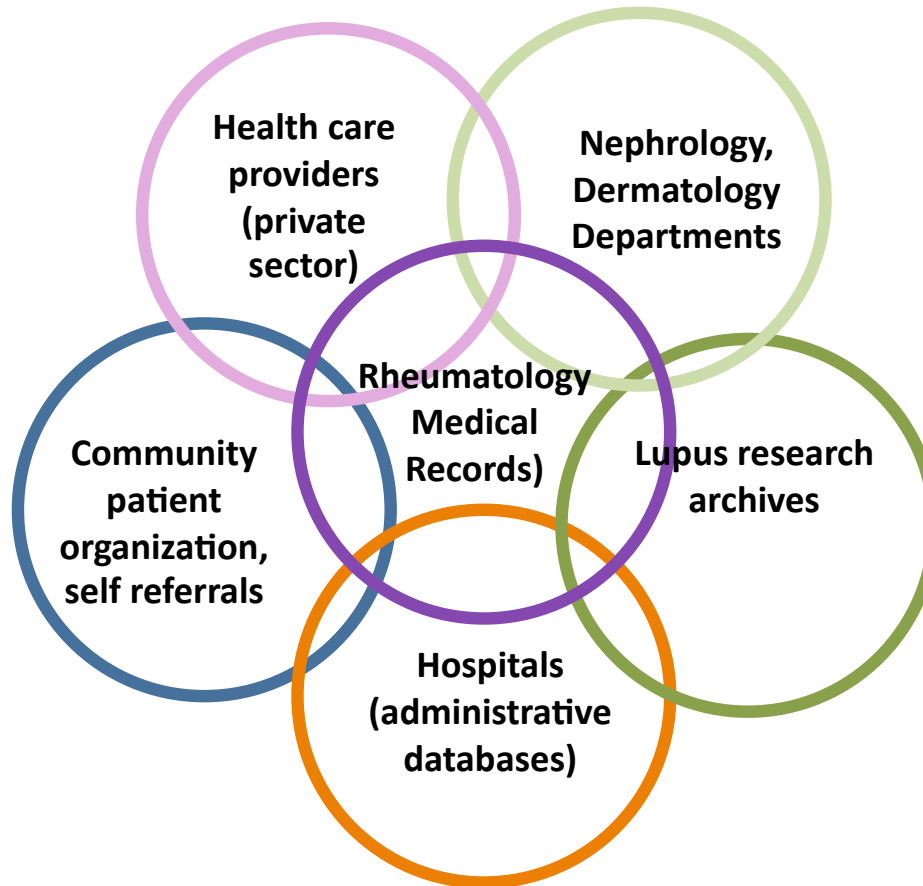 Health care
providers
(private
sector)
Nephrology,
Dermatology
Departments
Rheumatology
Medical
Records)
Community
patient
organization,
self referrals
Lupus research
archives
Hospitals
(administrative
databases)